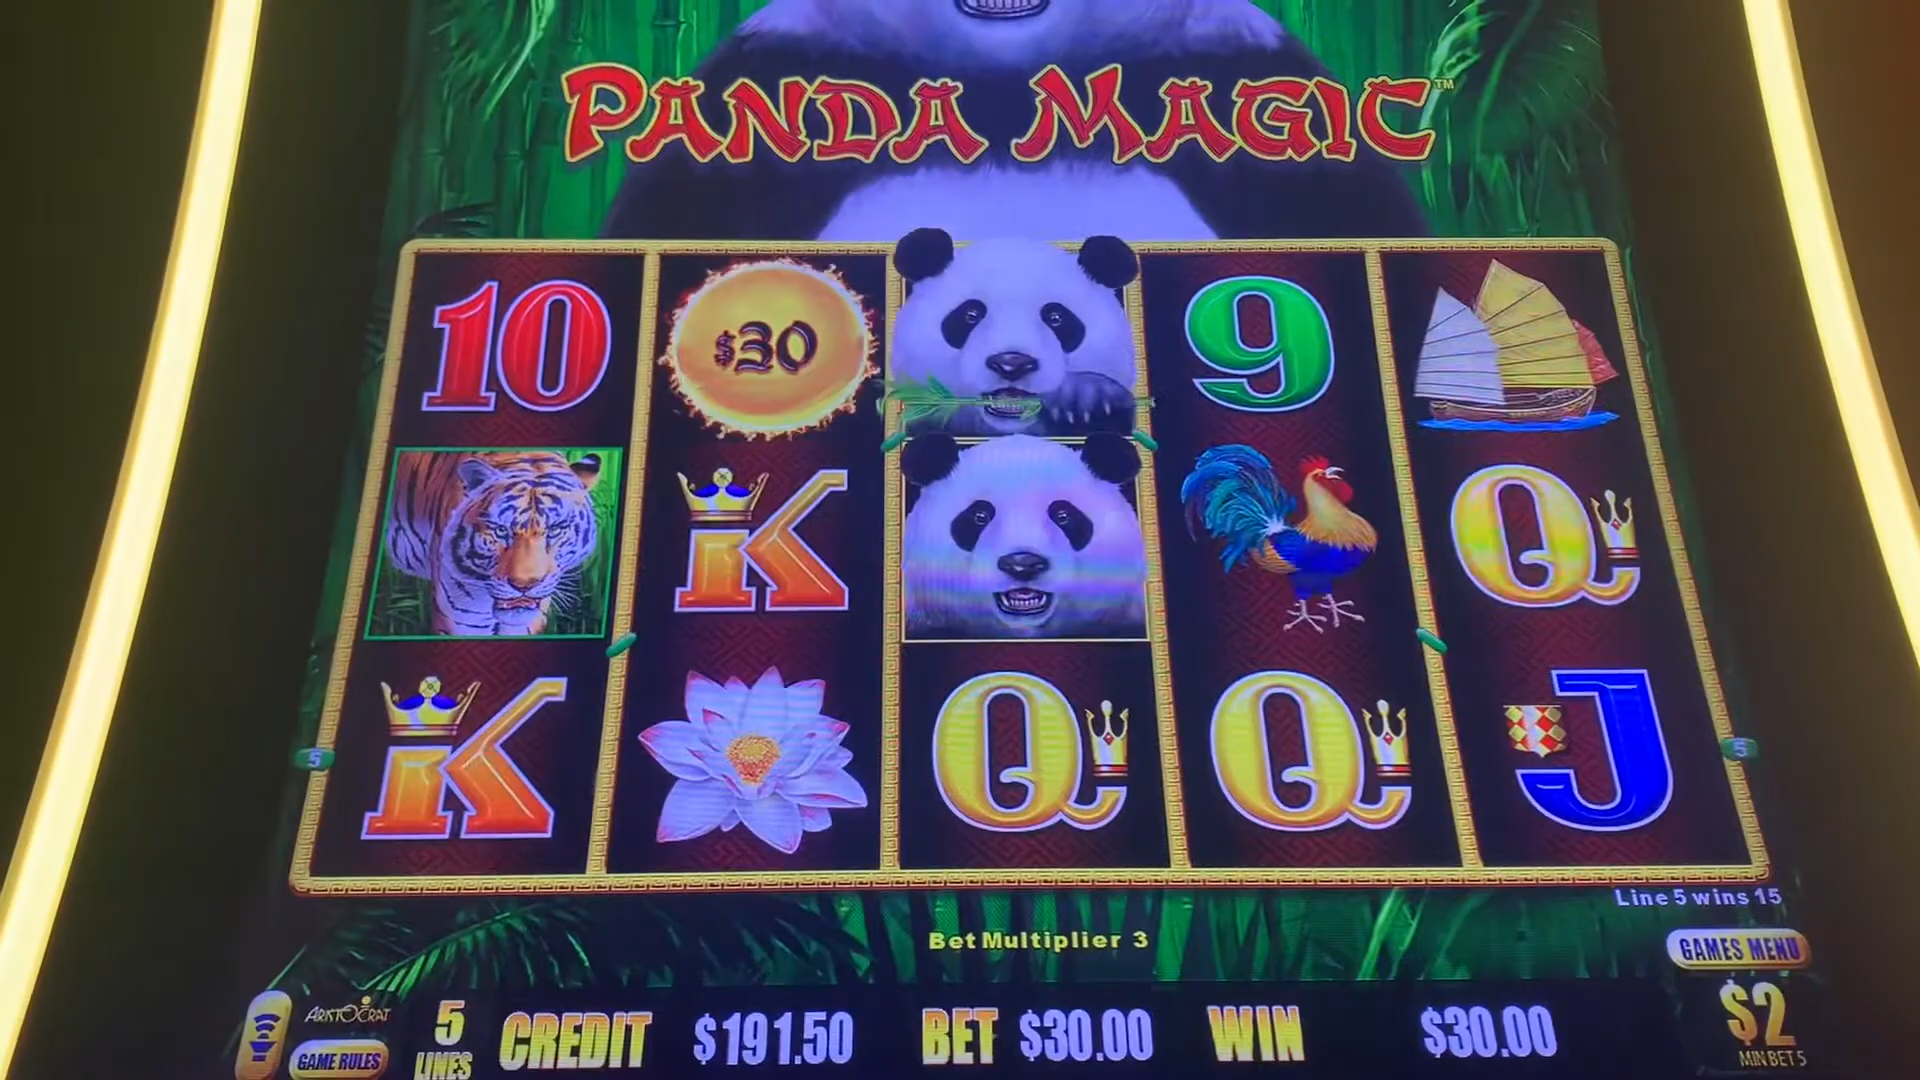 PANDA MAGIC™
10
$30
9
K
Q
K
Q
Q
J
5
5
Line 5 wins 15
Bet Multiplier 3
GAMES MENU
ARISTOCRAT
GAME RULES
5 LINES
CREDIT $191.50
BET $30.00
WIN $30.00
$2
MIN BET 5